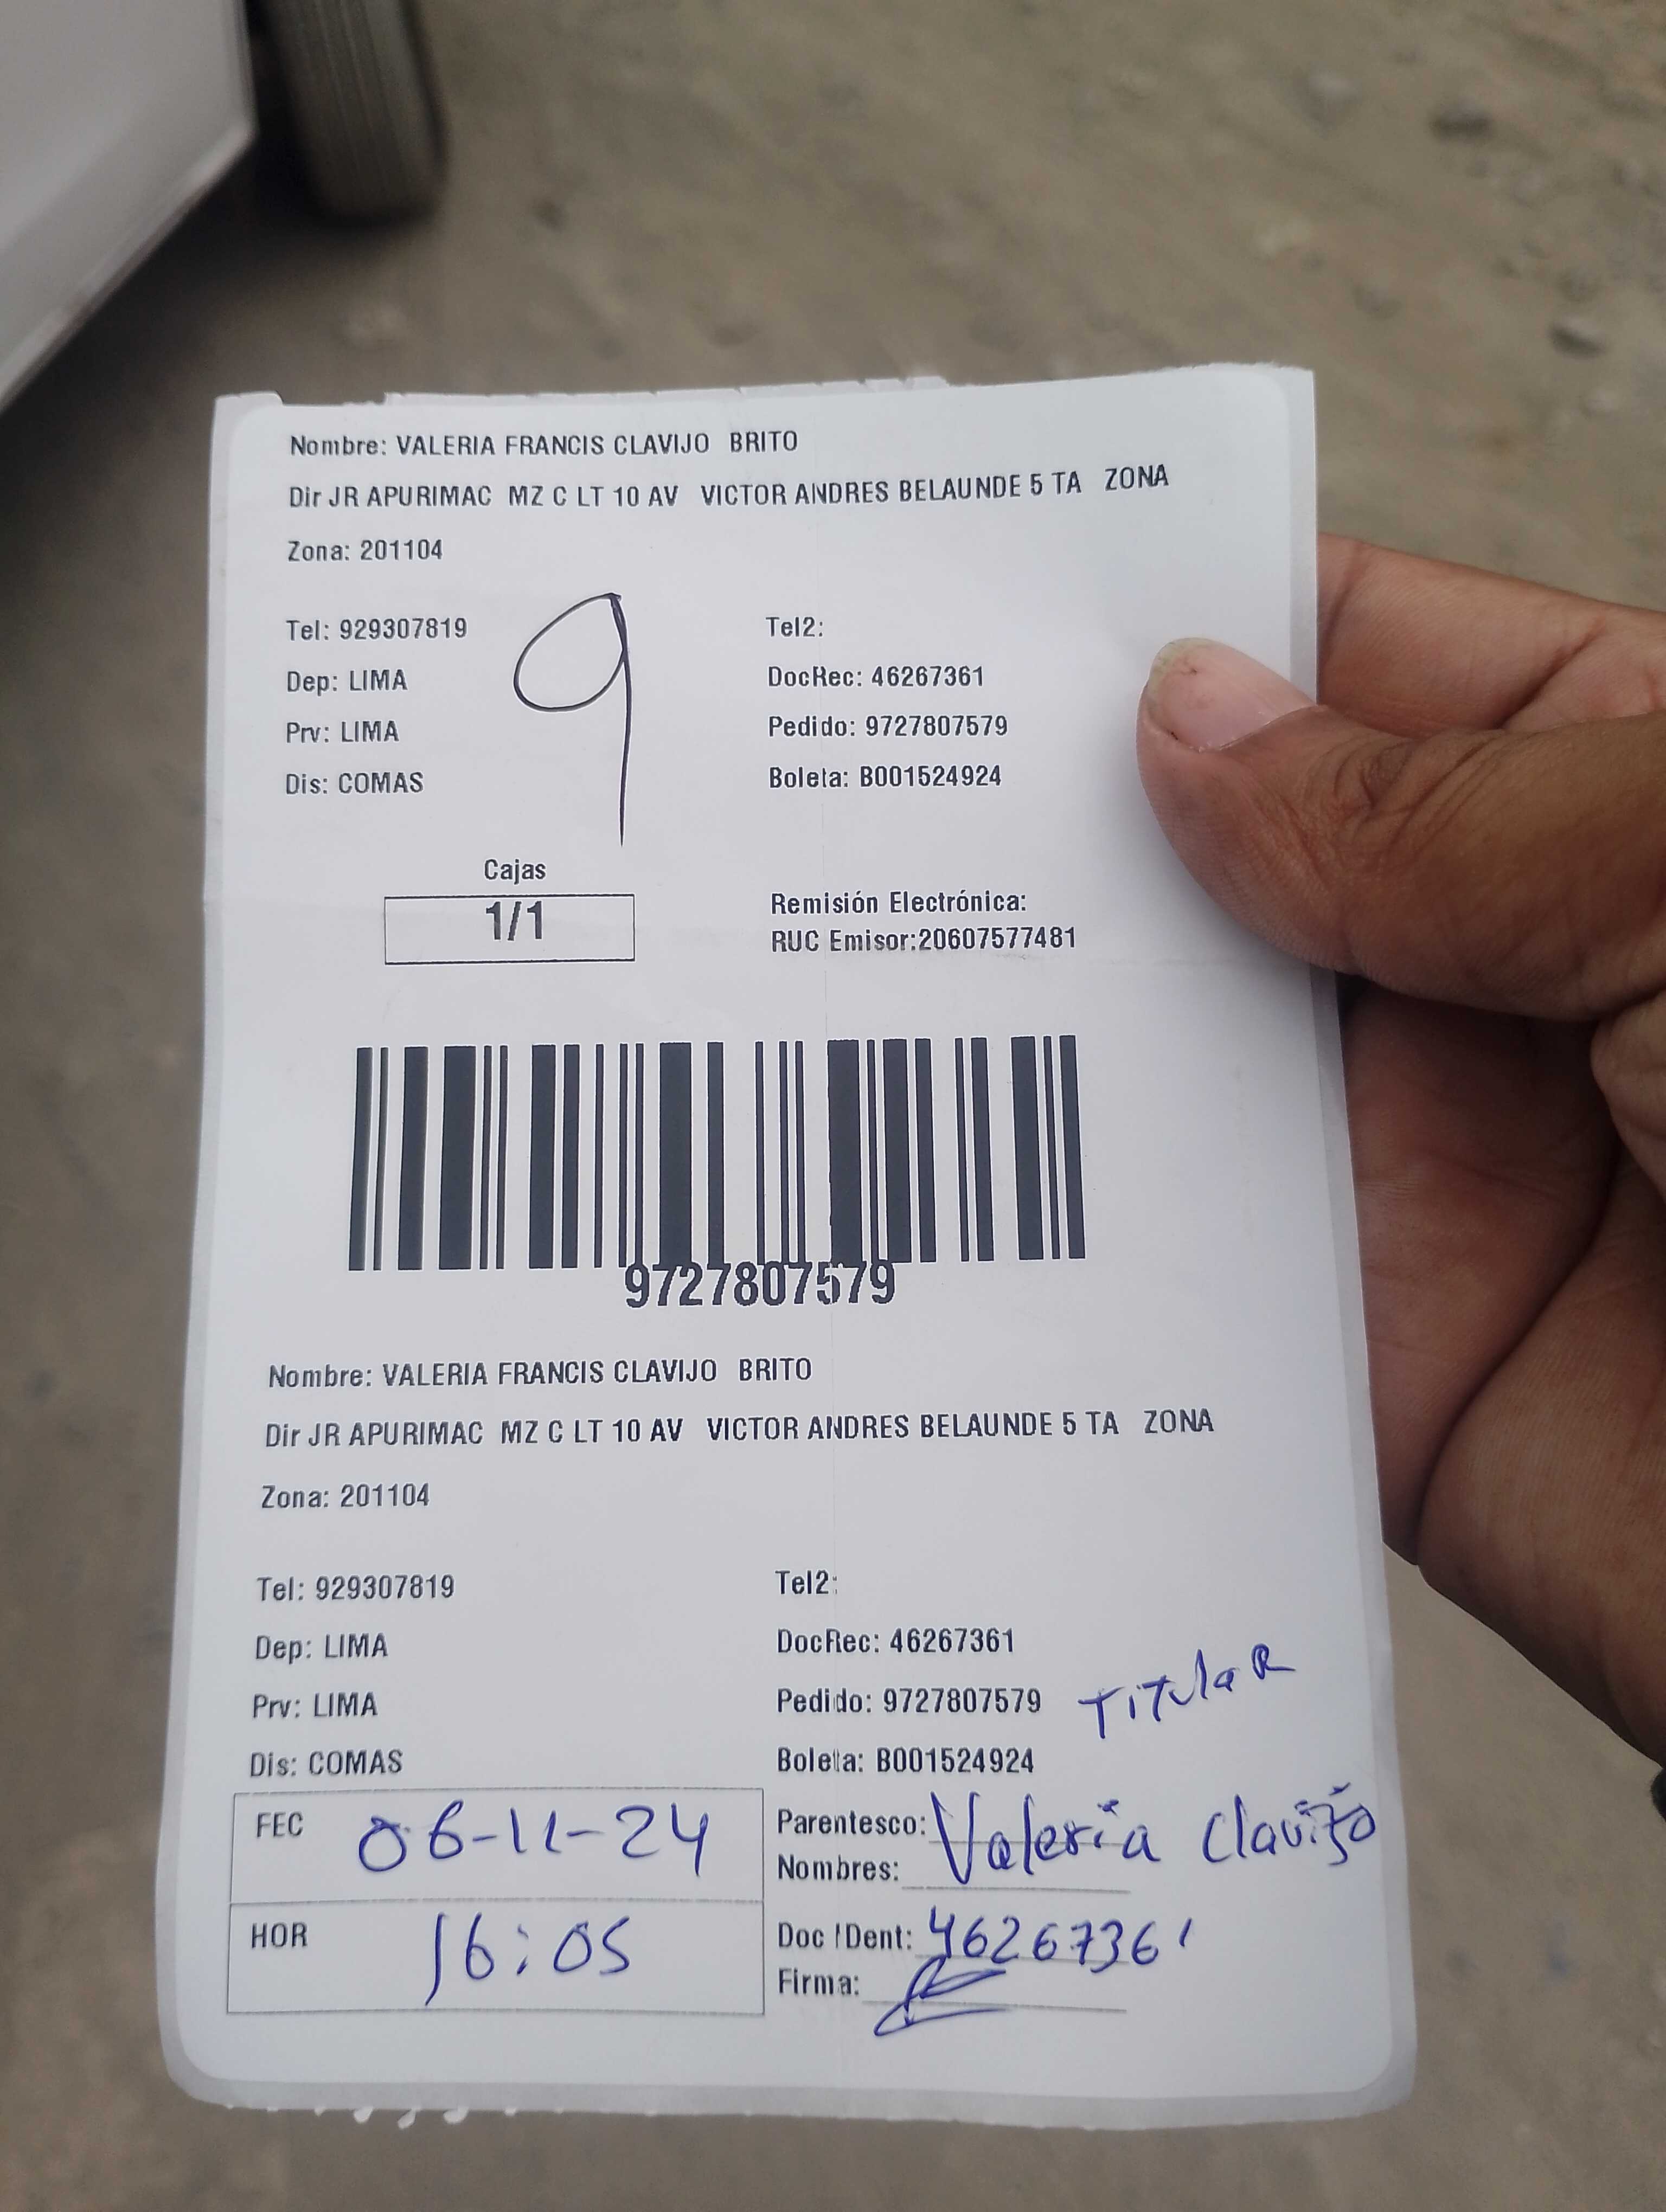 Nombre: VALERIA FRANCIS CLAVIJO BRITO
Dir JR APURIMAC MZ C LT 10 AV VICTOR ANDRES BELAUNDE 5 TA ZONA
Zona: 201104
9
Tel: 929307819 Tel2:
Dep: LIMA DocRec: 46267361
Prv: LIMA Pedido: 9727807579
Dis: COMAS Boleta: B001524924
Cajas
1/1
Remisión Electrónica:
RUC Emisor:20607577481
9727807579
Nombre: VALERIA FRANCIS CLAVIJO BRITO
Dir JR APURIMAC MZ C LT 10 AV VICTOR ANDRES BELAUNDE 5 TA ZONA
Zona: 201104
Tel: 929307819 Tel2:
Dep: LIMA DocRec: 46267361
Prv: LIMA Pedido: 9727807579 TITulaR
Dis: COMAS Boleta: B001524924
FEC 06-11-24
Parentesco: Valeria Clavijo
Nombres:
HOR 16:05
Doc IDent: 46267361
Firma: